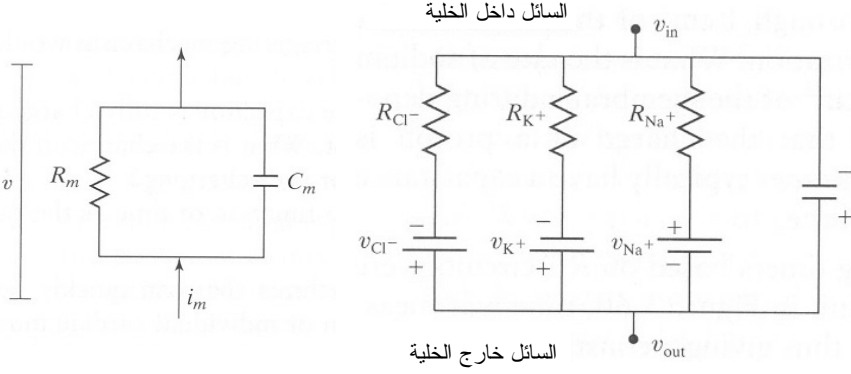 السائل داخل الخلية
v
R_m
C_m
i_m
v_in
R_Cl⁻
R_K⁺
R_Na⁺
−
+
v_Cl⁻
−
+
v_K⁺
−
+
v_Na⁺
+
−
v_out
السائل خارج الخلية